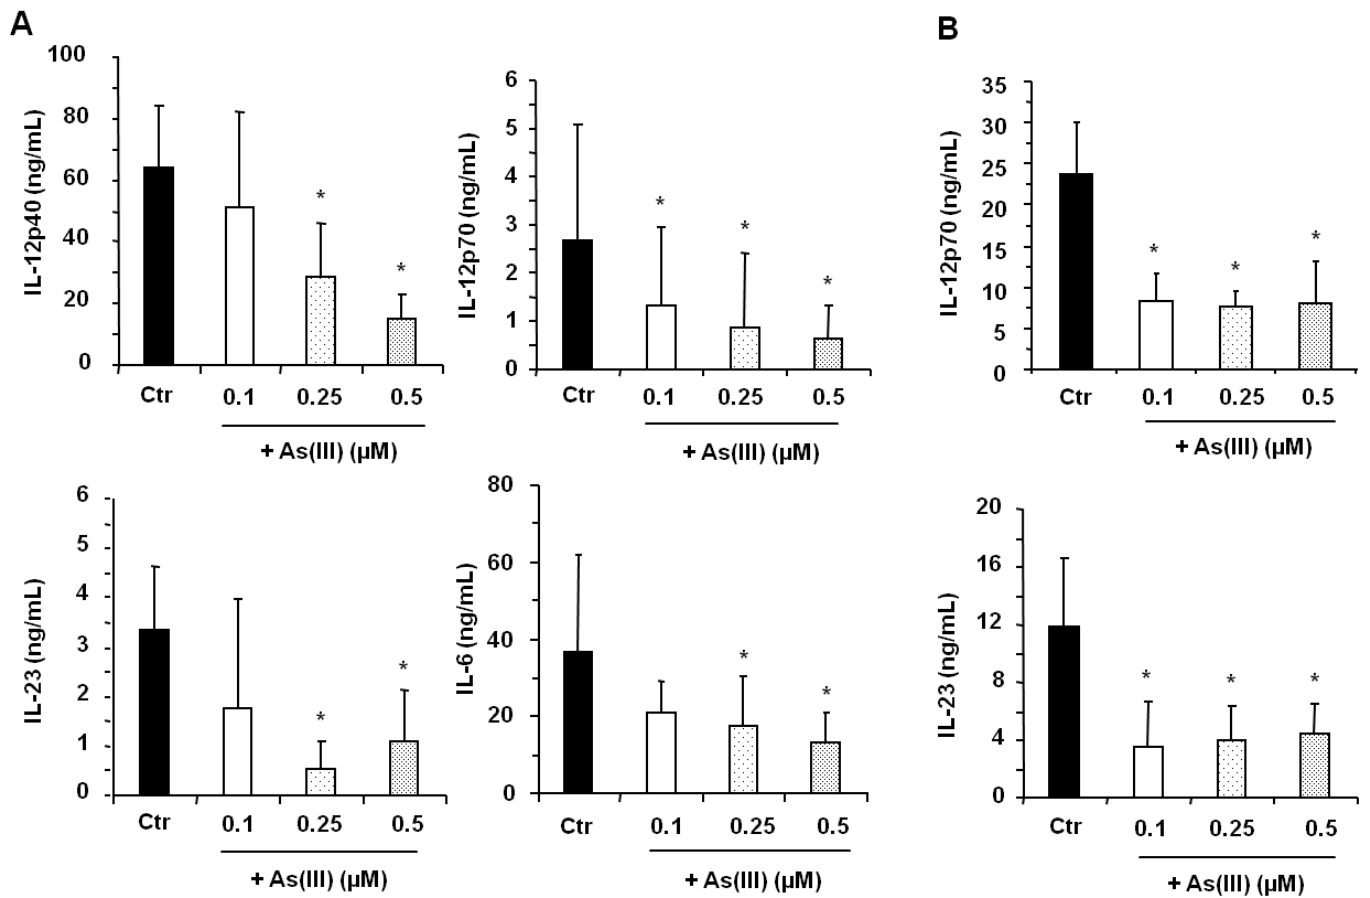 A
IL-12p40 (ng/mL)
100
80
60
40
20
0
*
*
Ctr 0.1 0.25 0.5
+ As(III) (µM)
IL-12p70 (ng/mL)
6
5
4
3
2
1
0
*
*
*
Ctr 0.1 0.25 0.5
+ As(III) (µM)
IL-23 (ng/mL)
6
5
4
3
2
1
0
*
*
Ctr 0.1 0.25 0.5
+ As(III) (µM)
IL-6 (ng/mL)
80
60
40
20
0
*
*
Ctr 0.1 0.25 0.5
+ As(III) (µM)
B
IL-12p70 (ng/mL)
35
30
25
20
15
10
5
0
*
*
*
Ctr 0.1 0.25 0.5
+ As(III) (µM)
IL-23 (ng/mL)
20
16
12
8
4
0
*
*
*
Ctr 0.1 0.25 0.5
+ As(III) (µM)